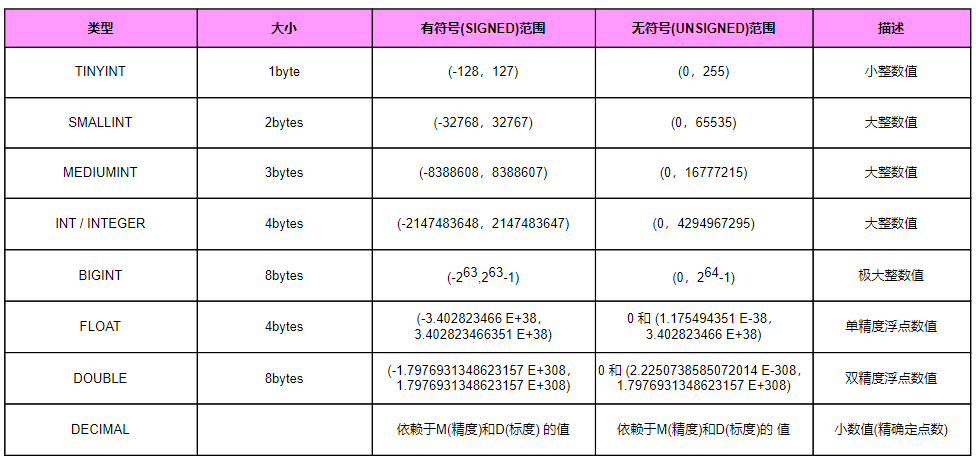 类型 大小 有符号(SIGNED)范围 无符号(UNSIGNED)范围 描述
TINYINT 1byte (-128，127) (0，255) 小整数值
SMALLINT 2bytes (-32768，32767) (0，65535) 大整数值
MEDIUMINT 3bytes (-8388608，8388607) (0，16777215) 大整数值
INT / INTEGER 4bytes (-2147483648，2147483647) (0，4294967295) 大整数值
BIGINT 8bytes (-2^63,2^63-1) (0，2^64-1) 极大整数值
FLOAT 4bytes (-3.402823466 E+38，3.402823466351 E+38) 0 和 (1.175494351 E-38，3.402823466 E+38) 单精度浮点数值
DOUBLE 8bytes (-1.7976931348623157 E+308，1.7976931348623157 E+308) 0 和 (2.2250738585072014 E-308，1.7976931348623157 E+308) 双精度浮点数值
DECIMAL 依赖于M(精度)和D(标度) 的值 依赖于M(精度)和D(标度)的 值 小数值(精确定点数)